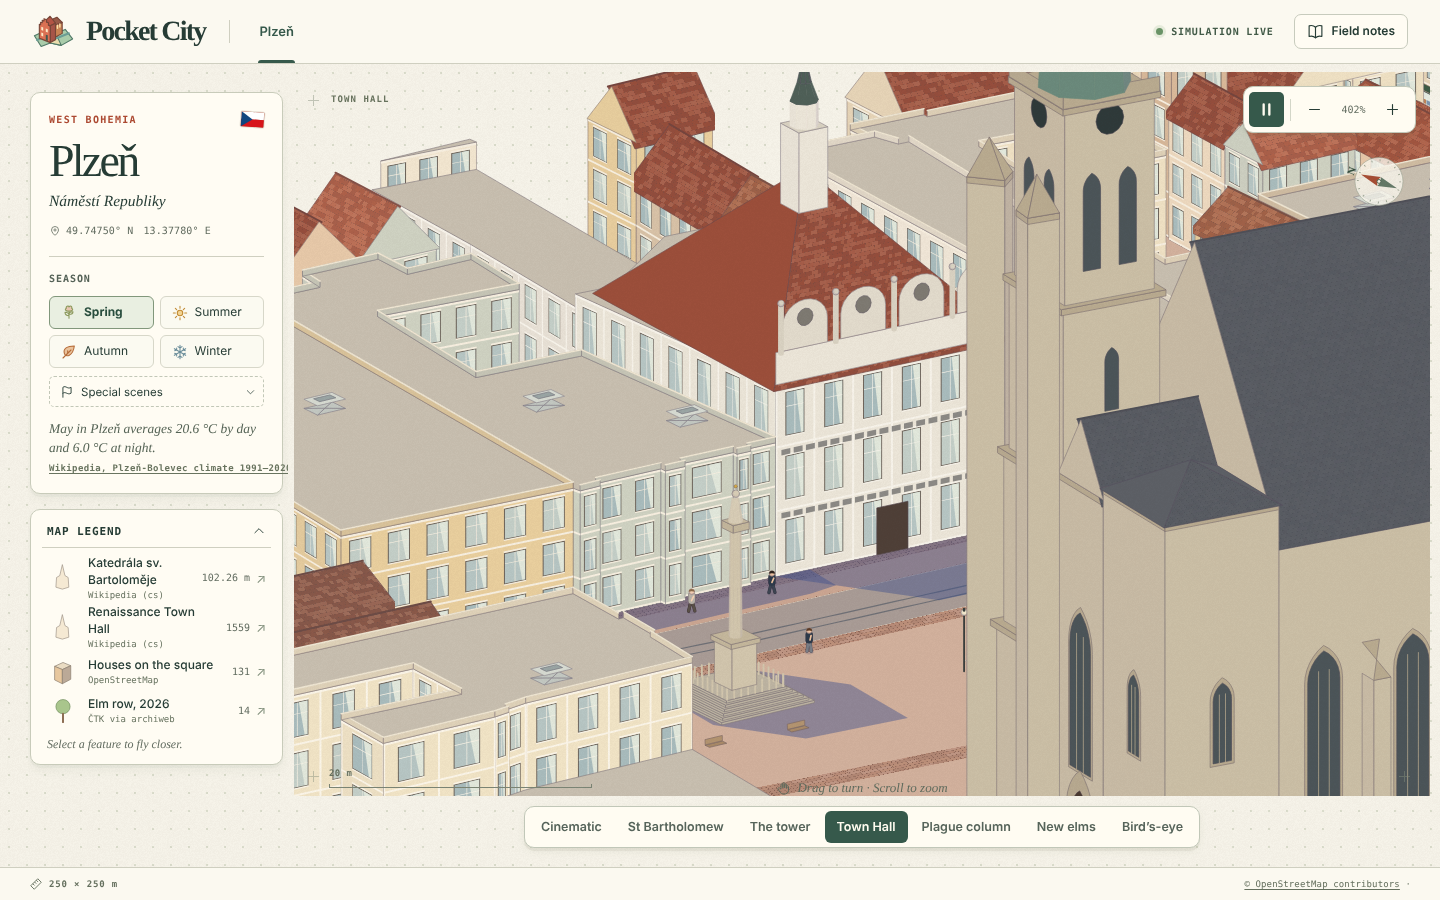 Pocket City
Plzeň
SIMULATION LIVE
Field notes
WEST BOHEMIA
Plzeň
Náměstí Republiky
49.74750° N 13.37780° E
SEASON
Spring
Summer
Autumn
Winter
Special scenes
May in Plzeň averages 20.6 °C by day
and 6.0 °C at night.
Wikipedia, Plzeň-Bolevec climate 1991–2020
MAP LEGEND
Katedrála sv.
Bartoloměje
102.26 m
Wikipedia (cs)
Renaissance Town
Hall
1559
Wikipedia (cs)
Houses on the square
131
OpenStreetMap
Elm row, 2026
14
ČTK via archiweb
Select a feature to fly closer.
TOWN HALL
402%
20 m
Drag to turn · Scroll to zoom
Cinematic
St Bartholomew
The tower
Town Hall
Plague column
New elms
Bird's-eye
250 × 250 m
© OpenStreetMap contributors ·